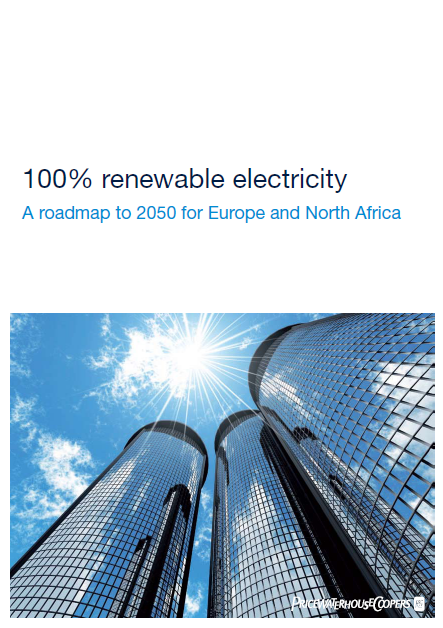 100% renewable electricity
A roadmap to 2050 for Europe and North Africa
PRICEWATERHOUSECOOPERS